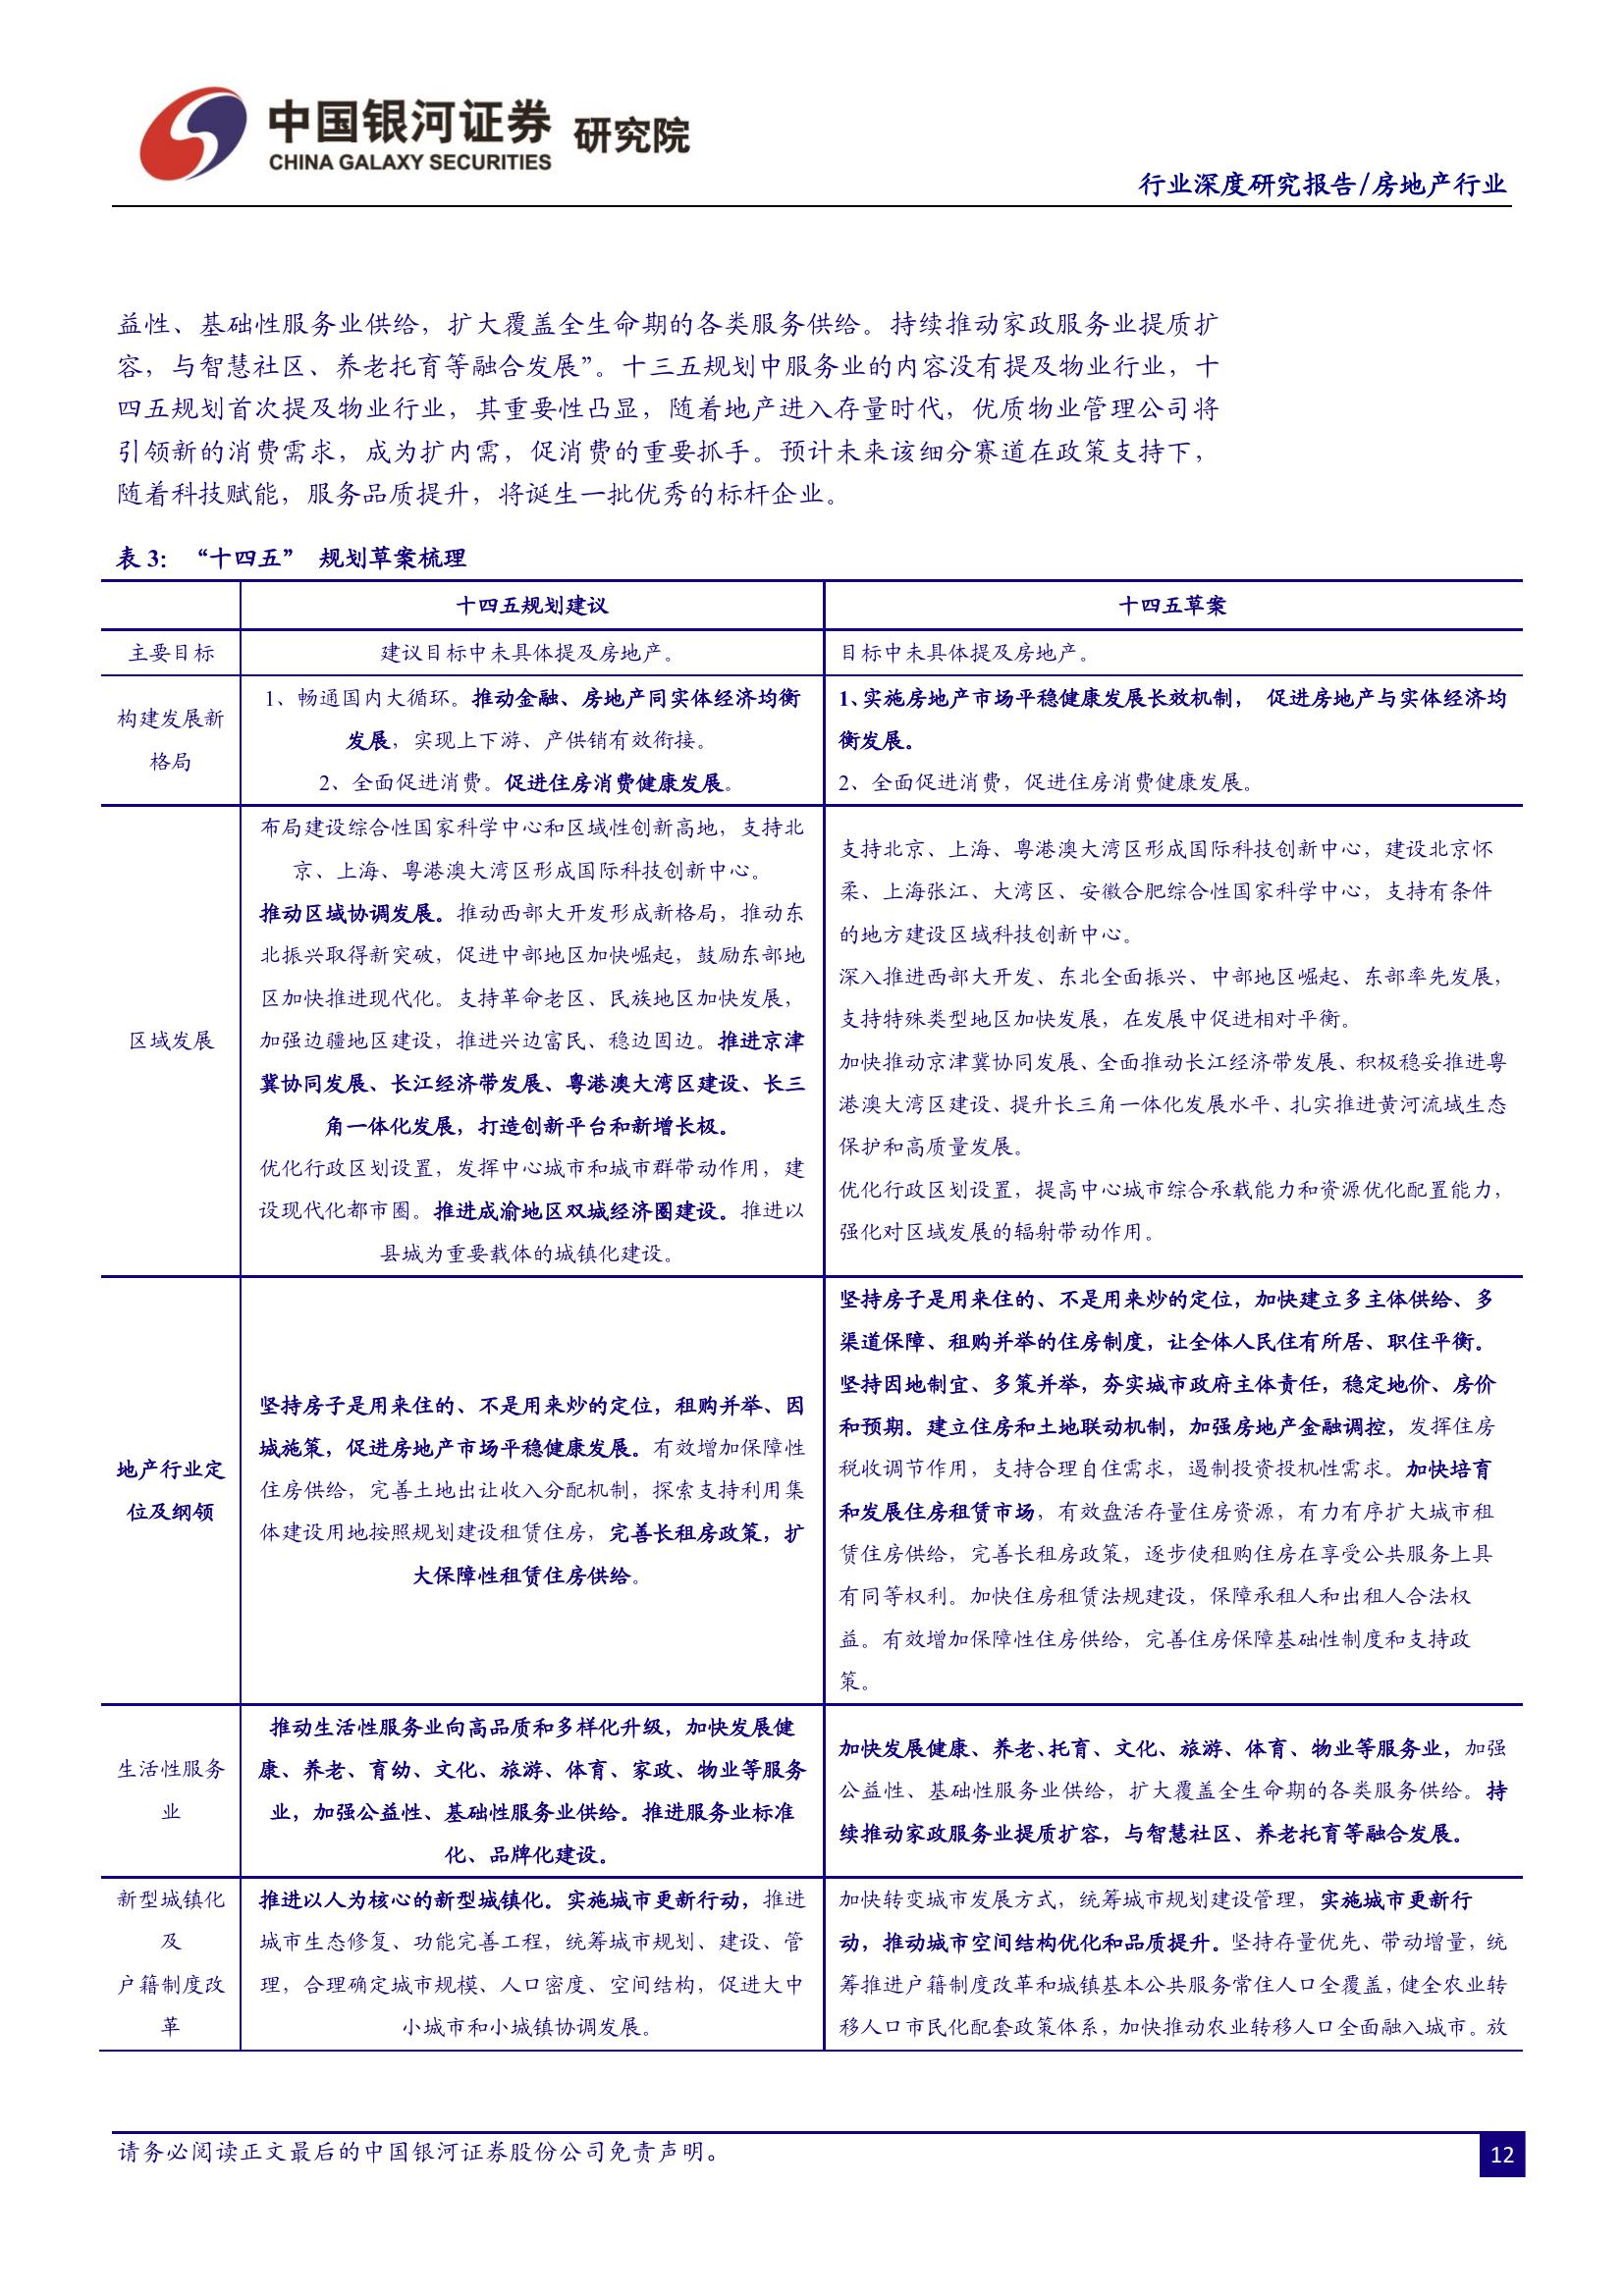 中国银河证券 研究院
CHINA GALAXY SECURITIES
行业深度研究报告/房地产行业
益性、基础性服务业供给，扩大覆盖全生命期的各类服务供给。持续推动家政服务业提质扩
容，与智慧社区、养老托育等融合发展”。十三五规划中服务业的内容没有提及物业行业，十
四五规划首次提及物业行业，其重要性凸显，随着地产进入存量时代，优质物业管理公司将
引领新的消费需求，成为扩内需，促消费的重要抓手。预计未来该细分赛道在政策支持下，
随着科技赋能，服务品质提升，将诞生一批优秀的标杆企业。
表 3： “十四五” 规划草案梳理
十四五规划建议
十四五草案
主要目标
建议目标中未具体提及房地产。
目标中未具体提及房地产。
构建发展新
格局
1、畅通国内大循环。推动金融、房地产同实体经济均衡
发展，实现上下游、产供销有效衔接。
2、全面促进消费。促进住房消费健康发展。
1、实施房地产市场平稳健康发展长效机制， 促进房地产与实体经济均
衡发展。
2、全面促进消费，促进住房消费健康发展。
区域发展
布局建设综合性国家科学中心和区域性创新高地，支持北
京、上海、粤港澳大湾区形成国际科技创新中心。
推动区域协调发展。推动西部大开发形成新格局，推动东
北振兴取得新突破，促进中部地区加快崛起，鼓励东部地
区加快推进现代化。支持革命老区、民族地区加快发展，
加强边疆地区建设，推进兴边富民、稳边固边。推进京津
冀协同发展、长江经济带发展、粤港澳大湾区建设、长三
角一体化发展，打造创新平台和新增长极。
优化行政区划设置，发挥中心城市和城市群带动作用，建
设现代化都市圈。推进成渝地区双城经济圈建设。推进以
县城为重要载体的城镇化建设。
支持北京、上海、粤港澳大湾区形成国际科技创新中心，建设北京怀
柔、上海张江、大湾区、安徽合肥综合性国家科学中心，支持有条件
的地方建设区域科技创新中心。
深入推进西部大开发、东北全面振兴、中部地区崛起、东部率先发展，
支持特殊类型地区加快发展，在发展中促进相对平衡。
加快推动京津冀协同发展、全面推动长江经济带发展、积极稳妥推进粤
港澳大湾区建设、提升长三角一体化发展水平、扎实推进黄河流域生态
保护和高质量发展。
优化行政区划设置，提高中心城市综合承载能力和资源优化配置能力，
强化对区域发展的辐射带动作用。
地产行业定
位及纲领
坚持房子是用来住的、不是用来炒的定位，租购并举、因
城施策，促进房地产市场平稳健康发展。有效增加保障性
住房供给，完善土地出让收入分配机制，探索支持利用集
体建设用地按照规划建设租赁住房，完善长租房政策，扩
大保障性租赁住房供给。
坚持房子是用来住的、不是用来炒的定位，加快建立多主体供给、多
渠道保障、租购并举的住房制度，让全体人民住有所居、职住平衡。
坚持因地制宜、多策并举，夯实城市政府主体责任，稳定地价、房价
和预期。建立住房和土地联动机制，加强房地产金融调控，发挥住房
税收调节作用，支持合理自住需求，遏制投资投机性需求。加快培育
和发展住房租赁市场，有效盘活存量住房资源，有力有序扩大城市租
赁住房供给，完善长租房政策，逐步使租购住房在享受公共服务上具
有同等权利。加快住房租赁法规建设，保障承租人和出租人合法权
益。有效增加保障性住房供给，完善住房保障基础性制度和支持政
策。
生活性服务
业
推动生活性服务业向高品质和多样化升级，加快发展健
康、养老、育幼、文化、旅游、体育、家政、物业等服务
业，加强公益性、基础性服务业供给。推进服务业标准
化、品牌化建设。
加快发展健康、养老、托育、文化、旅游、体育、物业等服务业，加强
公益性、基础性服务业供给，扩大覆盖全生命期的各类服务供给。持
续推动家政服务业提质扩容，与智慧社区、养老托育等融合发展。
新型城镇化
及
户籍制度改
革
推进以人为核心的新型城镇化。实施城市更新行动，推进
城市生态修复、功能完善工程，统筹城市规划、建设、管
理，合理确定城市规模、人口密度、空间结构，促进大中
小城市和小城镇协调发展。
加快转变城市发展方式，统筹城市规划建设管理，实施城市更新行
动，推动城市空间结构优化和品质提升。坚持存量优先、带动增量，统
筹推进户籍制度改革和城镇基本公共服务常住人口全覆盖，健全农业转
移人口市民化配套政策体系，加快推动农业转移人口全面融入城市。放
请务必阅读正文最后的中国银河证券股份公司免责声明。
12